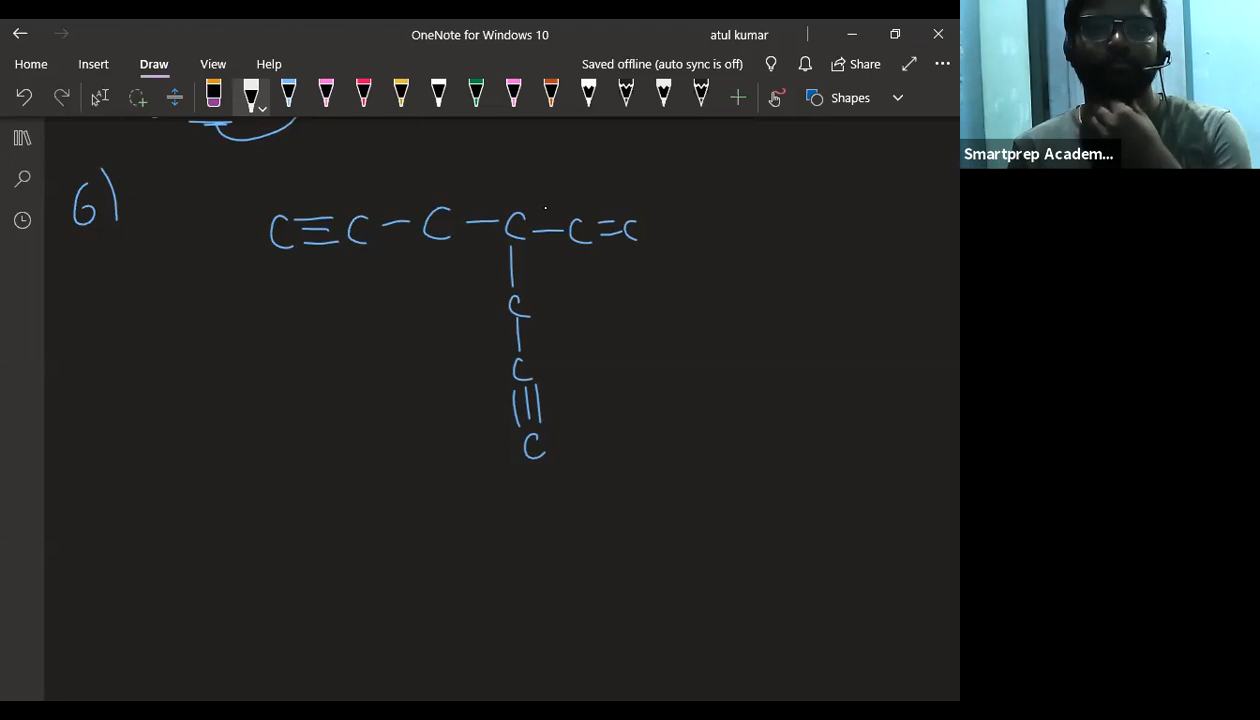 OneNote for Windows 10
atul kumar
Home Insert Draw View Help
Saved offline (auto sync is off)
Share
Shapes
Smartprep Academ...
6)
C≡C-C-C-C=C
C
C
C